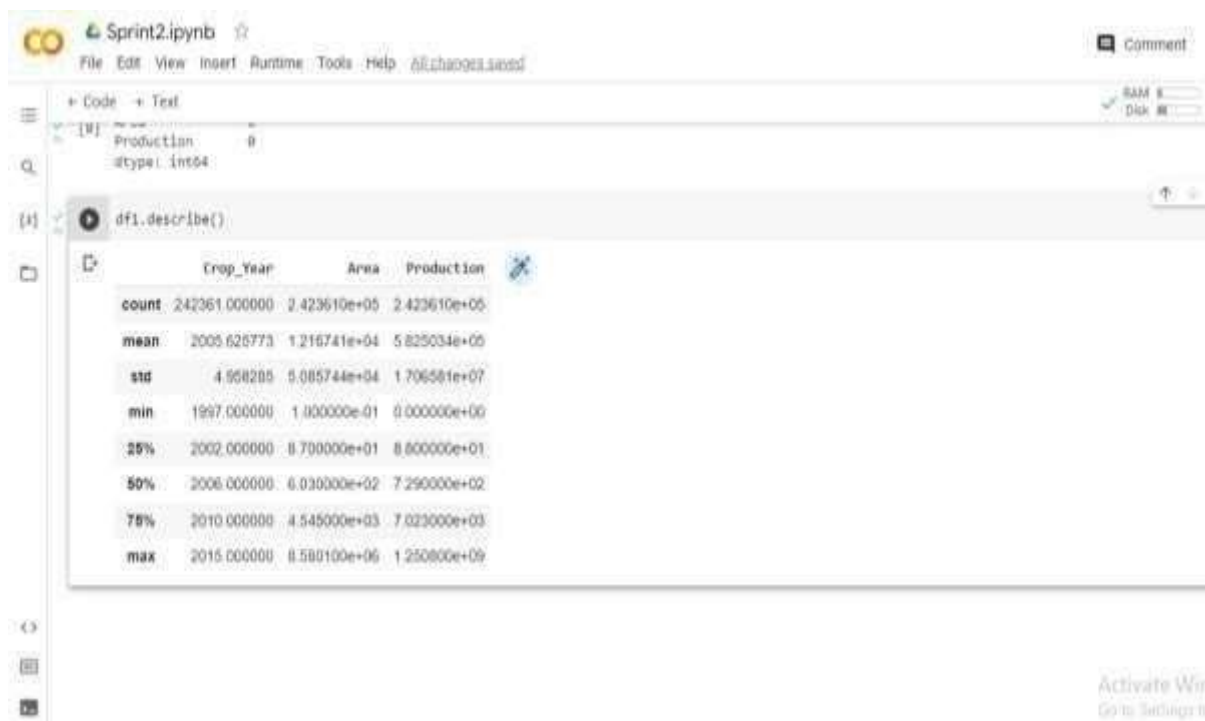 CO Sprint2.ipynb
File Edit View Insert Runtime Tools Help All changes saved
Comment
+ Code + Text
RAM
Disk
Production 0
dtype: int64
df1.describe()
Crop_Year Area Production
count 242361.000000 2.423610e+05 2.423610e+05
mean 2005.625773 1.216741e+04 5.825034e+05
std 4.958285 5.085744e+04 1.706581e+07
min 1997.000000 1.000000e-01 0.000000e+00
25% 2002.000000 8.700000e+01 8.800000e+01
50% 2006.000000 6.030000e+02 7.290000e+02
75% 2010.000000 4.545000e+03 7.023000e+03
max 2015.000000 8.580100e+06 1.250800e+09
Activate Win
Go to Settings t